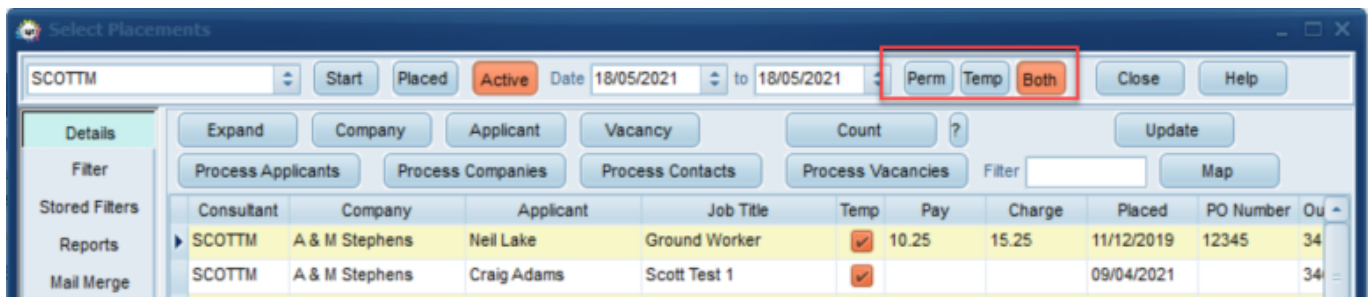 Select Placements
SCOTTM Start Placed Active Date 18/05/2021 to 18/05/2021 Perm Temp Both Close Help
Details Expand Company Applicant Vacancy Count ? Update
Filter Process Applicants Process Companies Process Contacts Process Vacancies Filter Map
Stored Filters Consultant Company Applicant Job Title Temp Pay Charge Placed PO Number Ou
Reports SCOTTM A & M Stephens Neil Lake Ground Worker 10.25 15.25 11/12/2019 12345 34
Mail Merge SCOTTM A & M Stephens Craig Adams Scott Test 1 09/04/2021 34